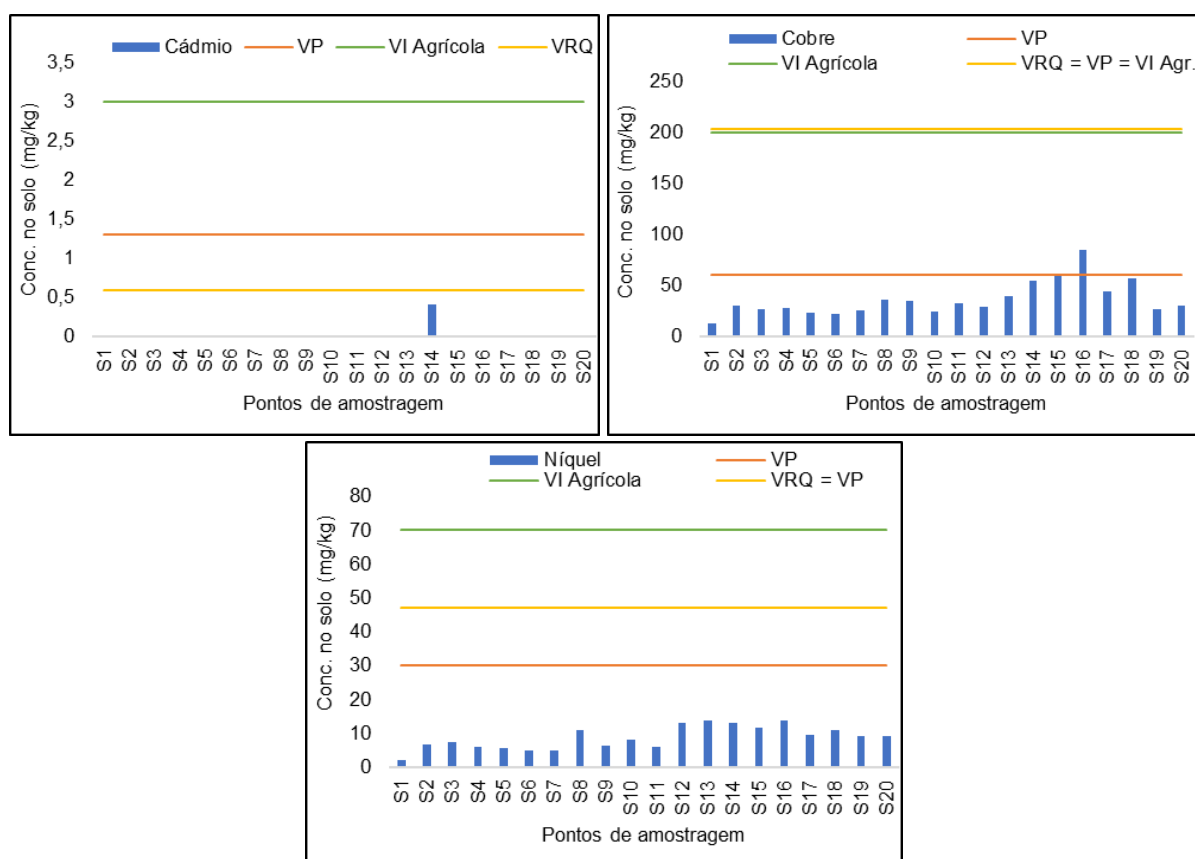 Cádmio VP VI Agrícola VRQ
Conc. no solo (mg/kg)
3,5
3
2,5
2
1,5
1
0,5
0
S1 S2 S3 S4 S5 S6 S7 S8 S9 S10 S11 S12 S13 S14 S15 S16 S17 S18 S19 S20
Pontos de amostragem
Cobre VP
VI Agrícola VRQ = VP = VI Agr.
Conc. no solo (mg/kg)
250
200
150
100
50
0
S1 S2 S3 S4 S5 S6 S7 S8 S9 S10 S11 S12 S13 S14 S15 S16 S17 S18 S19 S20
Pontos de amostragem
Níquel VP
VI Agrícola VRQ = VP
Conc. no solo (mg/kg)
80
70
60
50
40
30
20
10
0
S1 S2 S3 S4 S5 S6 S7 S8 S9 S10 S11 S12 S13 S14 S15 S16 S17 S18 S19 S20
Pontos de amostragem